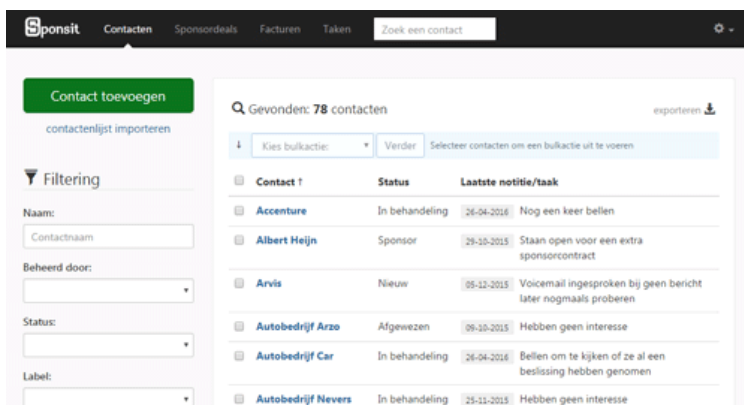 Sponsit Contacten Sponsordeals Facturen Taken Zoek een contact
Contact toevoegen
contactenlijst importeren
Filtering
Naam:
Contactnaam
Beheerd door:
Status:
Label:
Gevonden: 78 contacten exporteren
Kies bulkactie: Verder Selecteer contacten om een bulkactie uit te voeren
Contact ↑ Status Laatste notitie/taak
Accenture In behandeling 26-04-2016 Nog een keer bellen
Albert Heijn Sponsor 29-10-2015 Staan open voor een extra
sponsorcontract
Arvis Nieuw 05-12-2015 Voicemail ingesproken bij geen bericht
later nogmaals proberen
Autobedrijf Arzo Afgewezen 09-10-2015 Hebben geen interesse
Autobedrijf Car In behandeling 26-04-2016 Bellen om te kijken of ze al een
beslissing hebben genomen
Autobedrijf Nevers In behandeling 25-11-2015 Hebben geen interesse